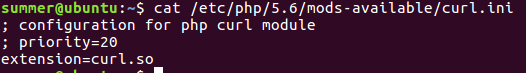 summer@ubuntu:~$ cat /etc/php/5.6/mods-available/curl.ini
; configuration for php curl module
; priority=20
extension=curl.so